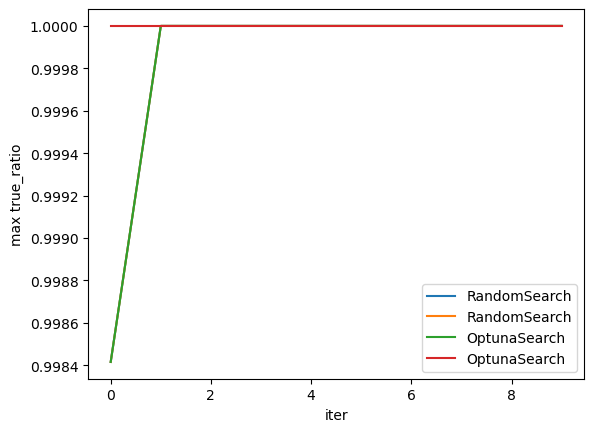 1.0000
0.9998
0.9996
0.9994
0.9992
0.9990
0.9988
0.9986
0.9984
max true_ratio
0 2 4 6 8
iter
RandomSearch
RandomSearch
OptunaSearch
OptunaSearch